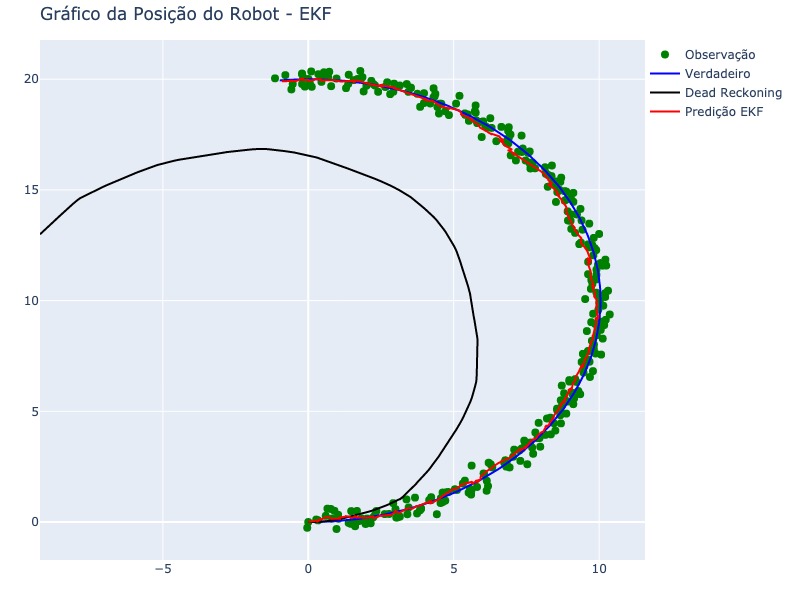 Gráfico da Posição do Robot - EKF
Observação
Verdadeiro
Dead Reckoning
Predição EKF
20
15
10
5
0
−5
0
5
10